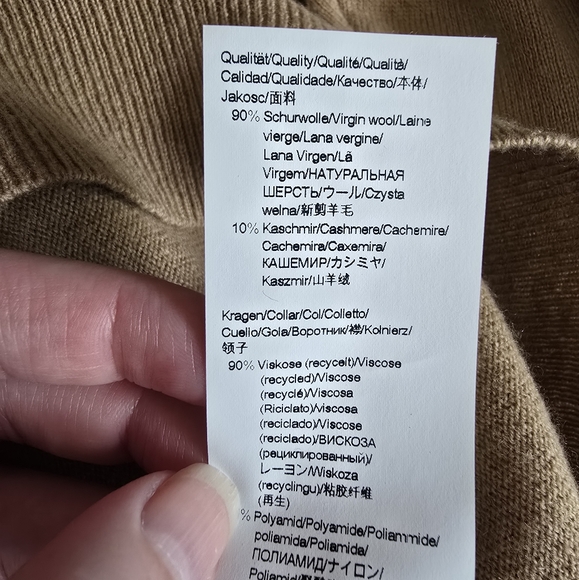 Qualität/Quality/Qualité/Qualità/
Calidad/Qualidade/Качество/本体/
Jakosc/面料
90% Schurwolle/Virgin wool/Laine
vierge/Lana vergine/
Lana Virgen/Lã
Virgem/НАТУРАЛЬНАЯ
ШЕРСТЬ/ウール/Czysta
welna/新剪羊毛
10% Kaschmir/Cashmere/Cachemire/
Cachemira/Caxemira/
КАШЕМИР/カシミヤ/
Kaszmir/山羊绒
Kragen/Collar/Col/Colletto/
Cuello/Gola/Воротник/襟/Kolnierz/
领子
90% Viskose (recycelt)/Viscose
(recycled)/Viscose
(recyclé)/Viscosa
(Riciclato)/Viscosa
(reciclado)/Viscose
(reciclado)/ВИСКОЗА
(рециклированный)/
レーヨン/Wiskoza
(recyclingu)/粘胶纤维
(再生)
% Polyamid/Polyamide/Poliammide/
poliamida/Poliamida/
ПОЛИАМИД/ナイロン/
Poliamid/